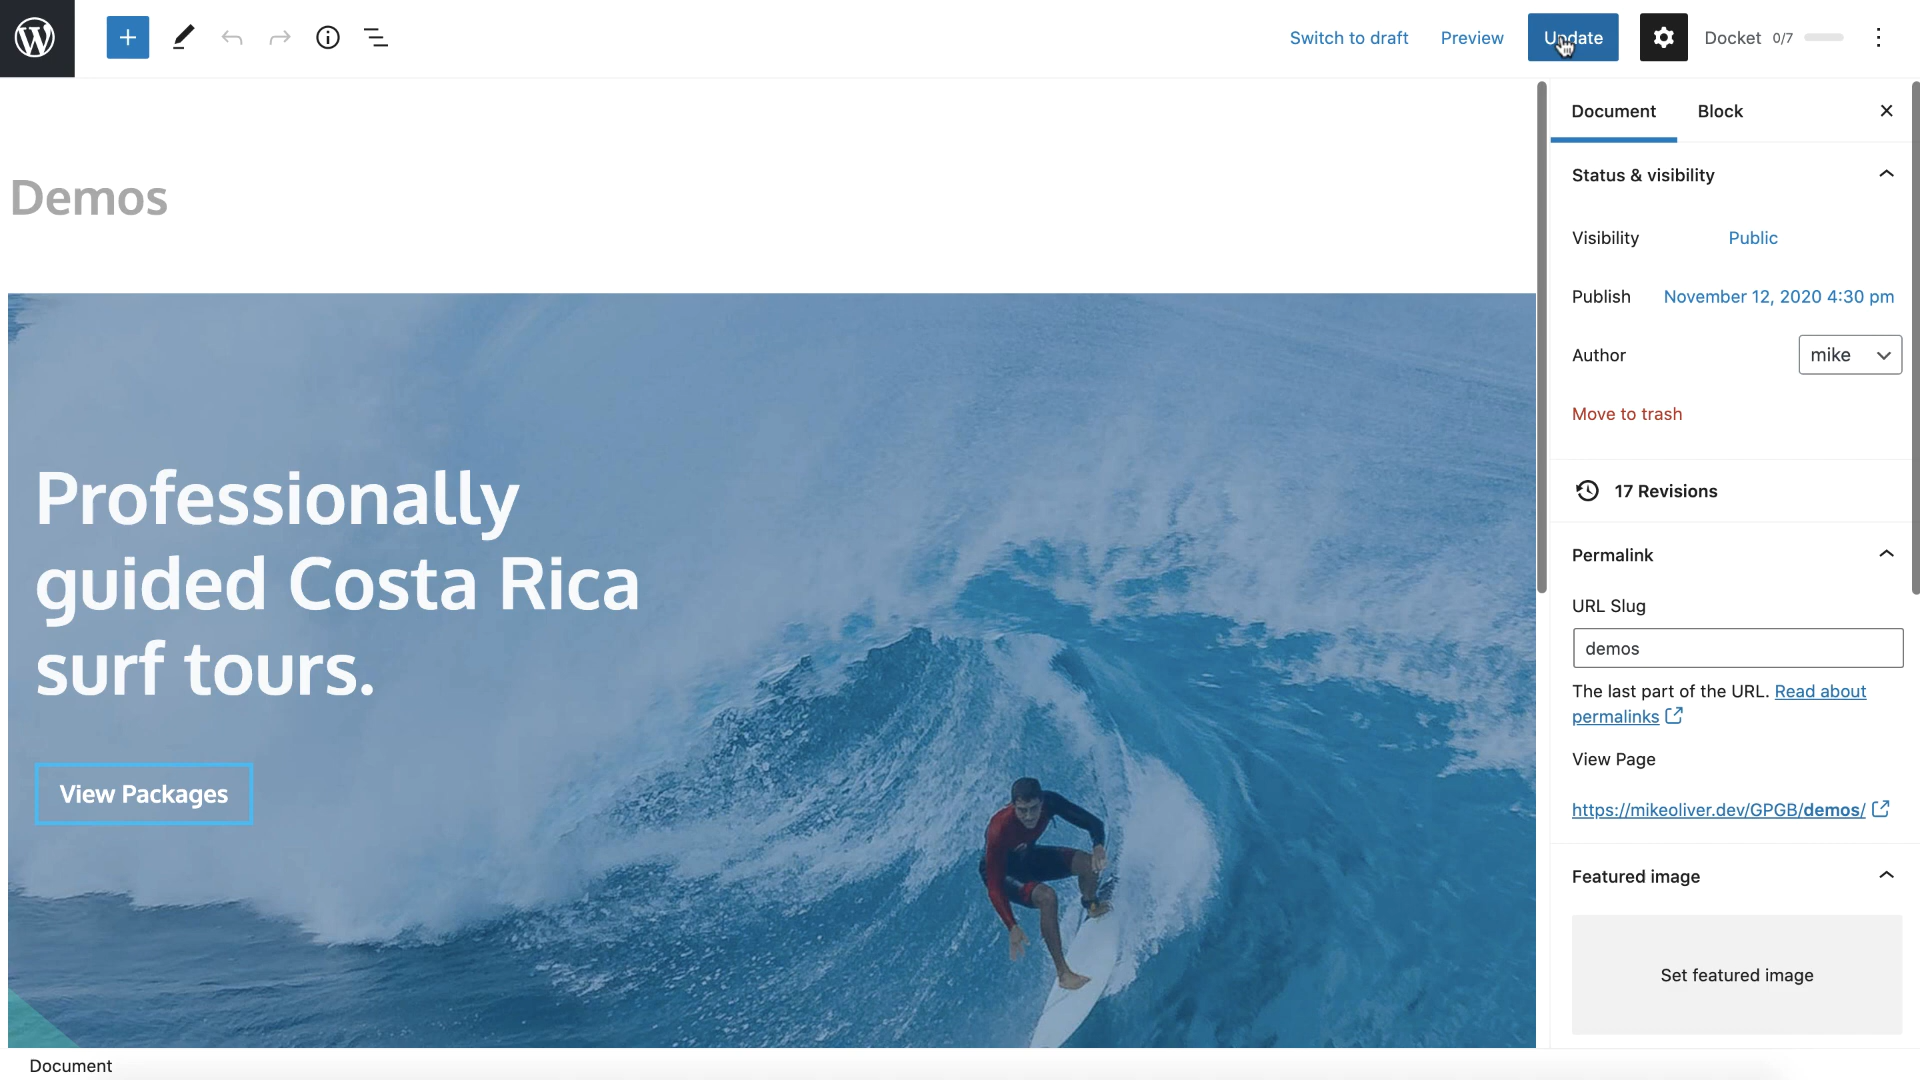 Switch to draft
Preview
Update
Docket 0/7
Document
Block
Demos
Status & visibility
Visibility Public
Publish November 12, 2020 4:30 pm
Author mike
Move to trash
17 Revisions
Permalink
URL Slug
demos
The last part of the URL. Read about
permalinks
View Page
https://mikeoliver.dev/GPGB/demos/
Featured image
Set featured image
Professionally
guided Costa Rica
surf tours.
View Packages
Document